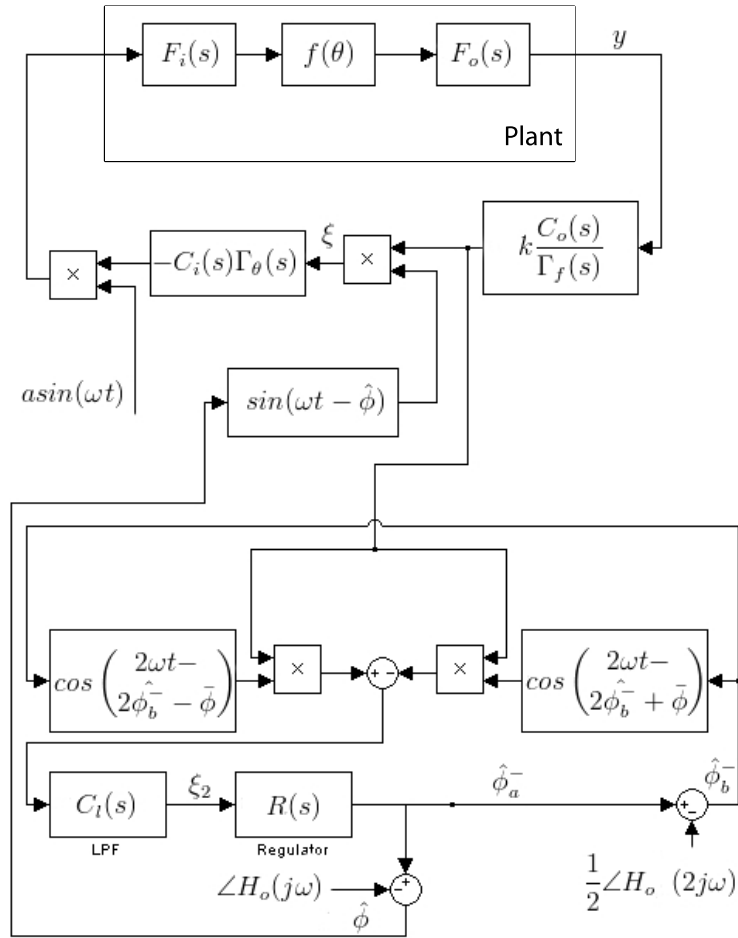 F_i(s) f(θ) F_o(s) y
Plant
× −C_i(s)Γ_θ(s) ξ × k C_o(s)/Γ_f(s)
asin(ωt) sin(ωt − φ̂)
cos(2ωt− 2φ̂_b^- − φ̄) × + − × cos(2ωt− 2φ̂_b^- + φ̄)
C_l(s) ξ_2 R(s) φ̂_a^- + − φ̂_b^-
LPF Regulator
∠H_o(jω) − + 1/2 ∠H_o (2jω)
φ̂